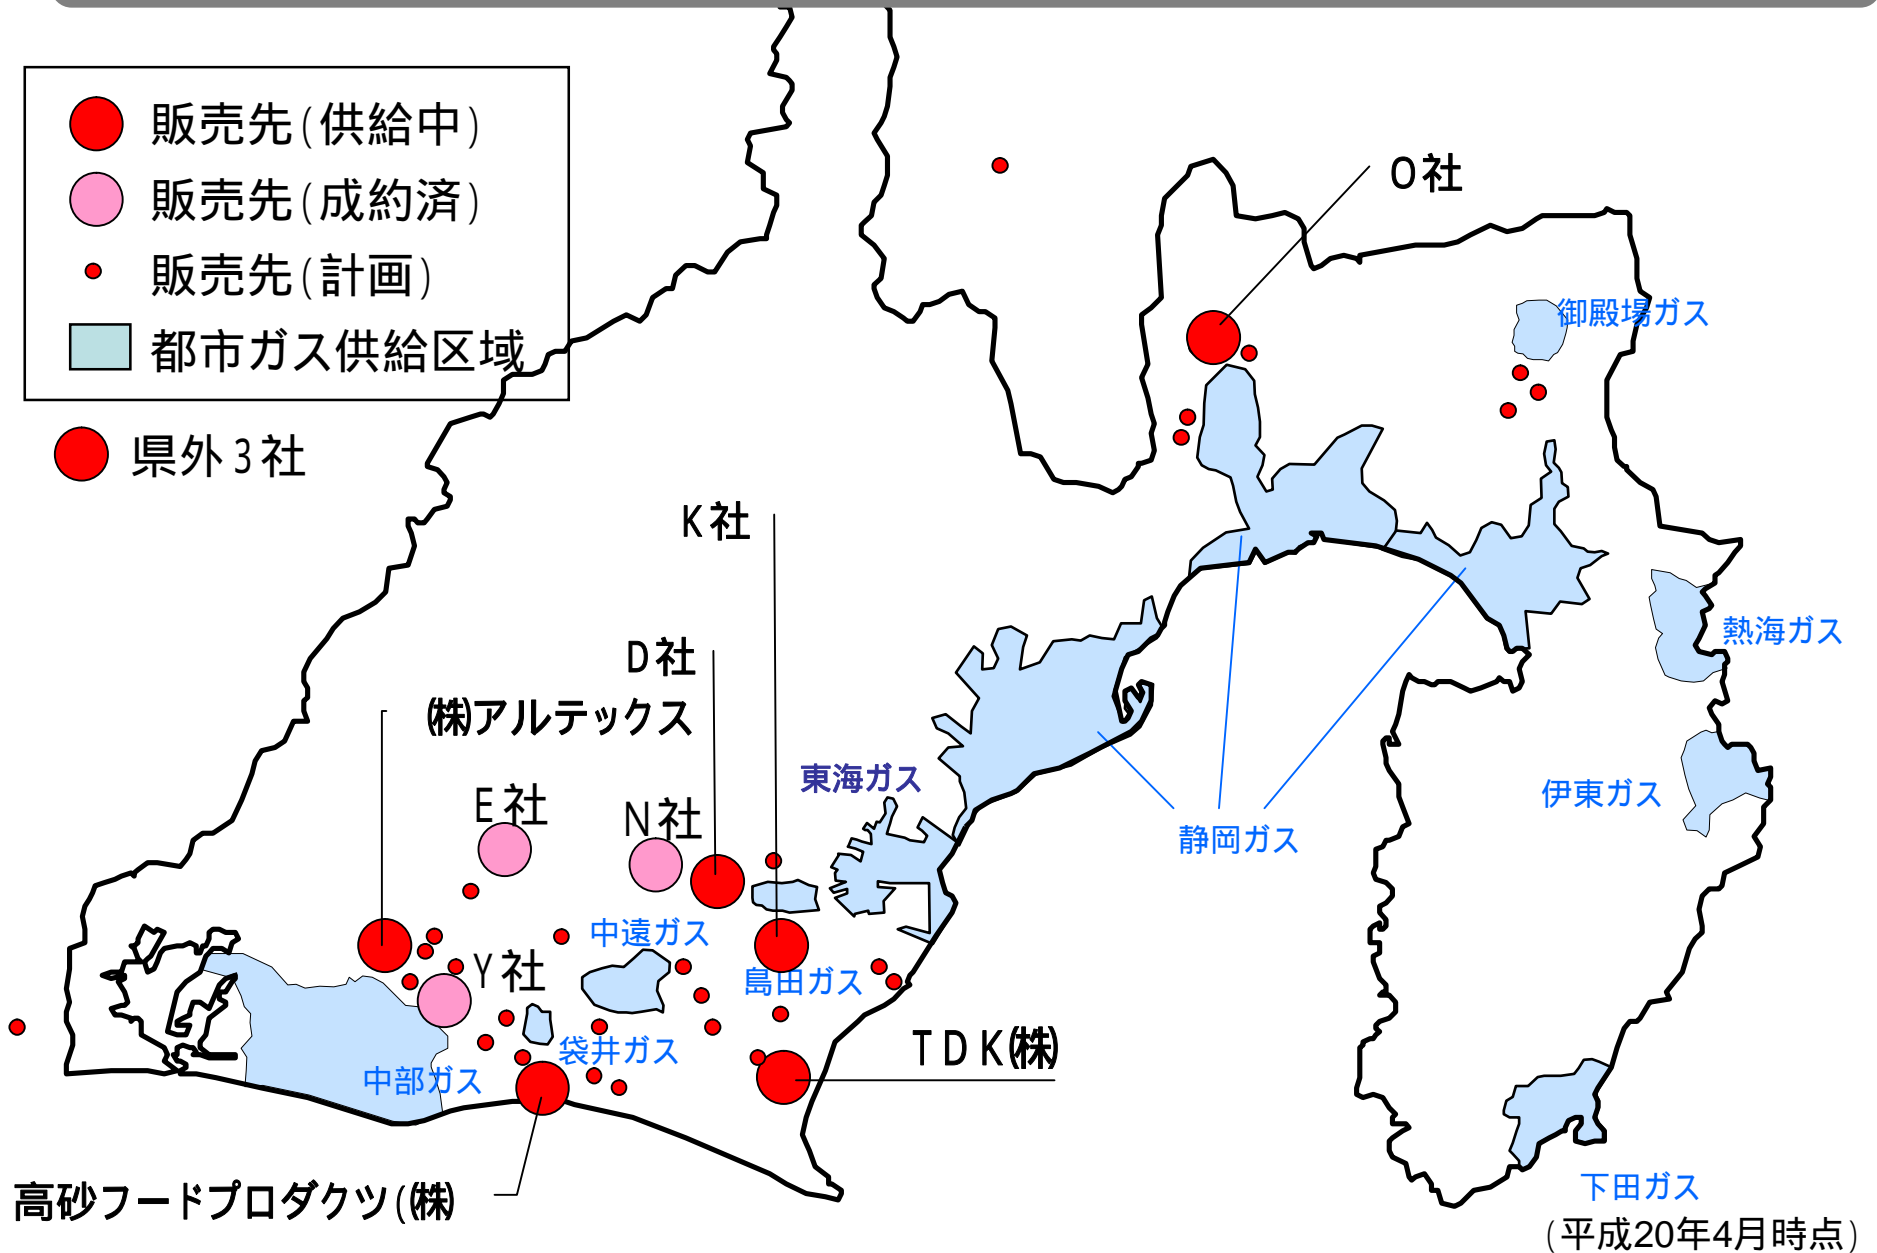 販売先(供給中)
販売先(成約済)
販売先(計画)
都市ガス供給区域
県外3社
O社
御殿場ガス
K社
D社
熱海ガス
㈱アルテックス
東海ガス
E社
N社
伊東ガス
静岡ガス
中遠ガス
Y社
島田ガス
袋井ガス
TDK㈱
中部ガス
高砂フードプロダクツ(㈱
下田ガス
(平成20年4月時点)